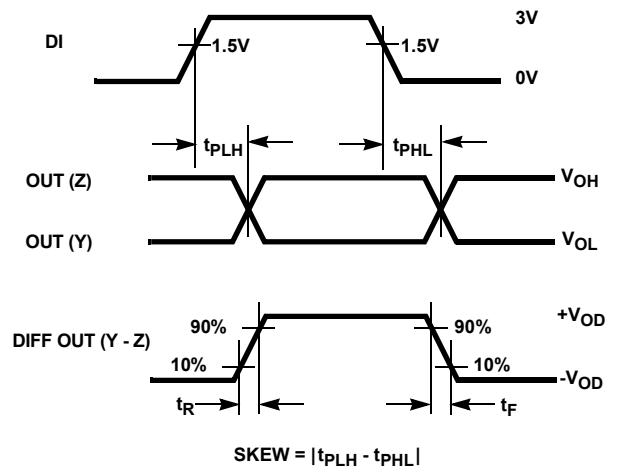 3V
DI
1.5V
1.5V
0V
tPLH
tPHL
OUT (Z)
VOH
OUT (Y)
VOL
+VOD
90%
90%
DIFF OUT (Y - Z)
10%
10%
-VOD
tR
tF
SKEW = |tPLH - tPHL|